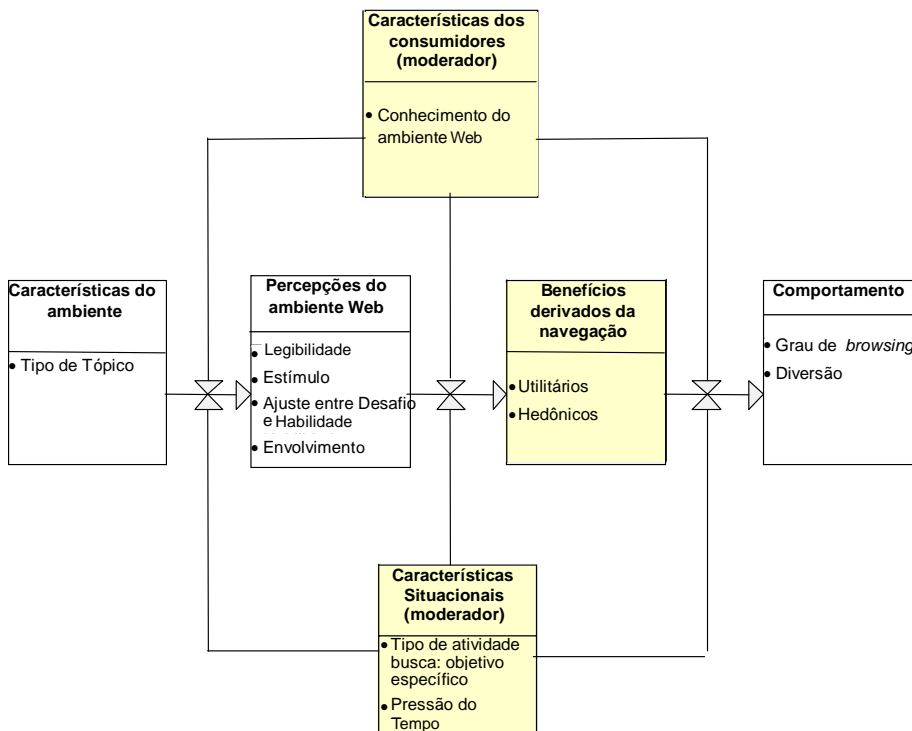 Características dos
consumidores
(moderador)
• Conhecimento do
ambiente Web
Características do
ambiente
• Tipo de Tópico
Percepções do
ambiente Web
• Legibilidade
• Estímulo
• Ajuste entre Desafio
e Habilidade
• Envolvimento
Benefícios
derivados da
navegação
• Utilitários
• Hedônicos
Comportamento
• Grau de browsing
• Diversão
Características
Situacionais
(moderador)
• Tipo de atividade
busca: objetivo
específico
• Pressão do
Tempo